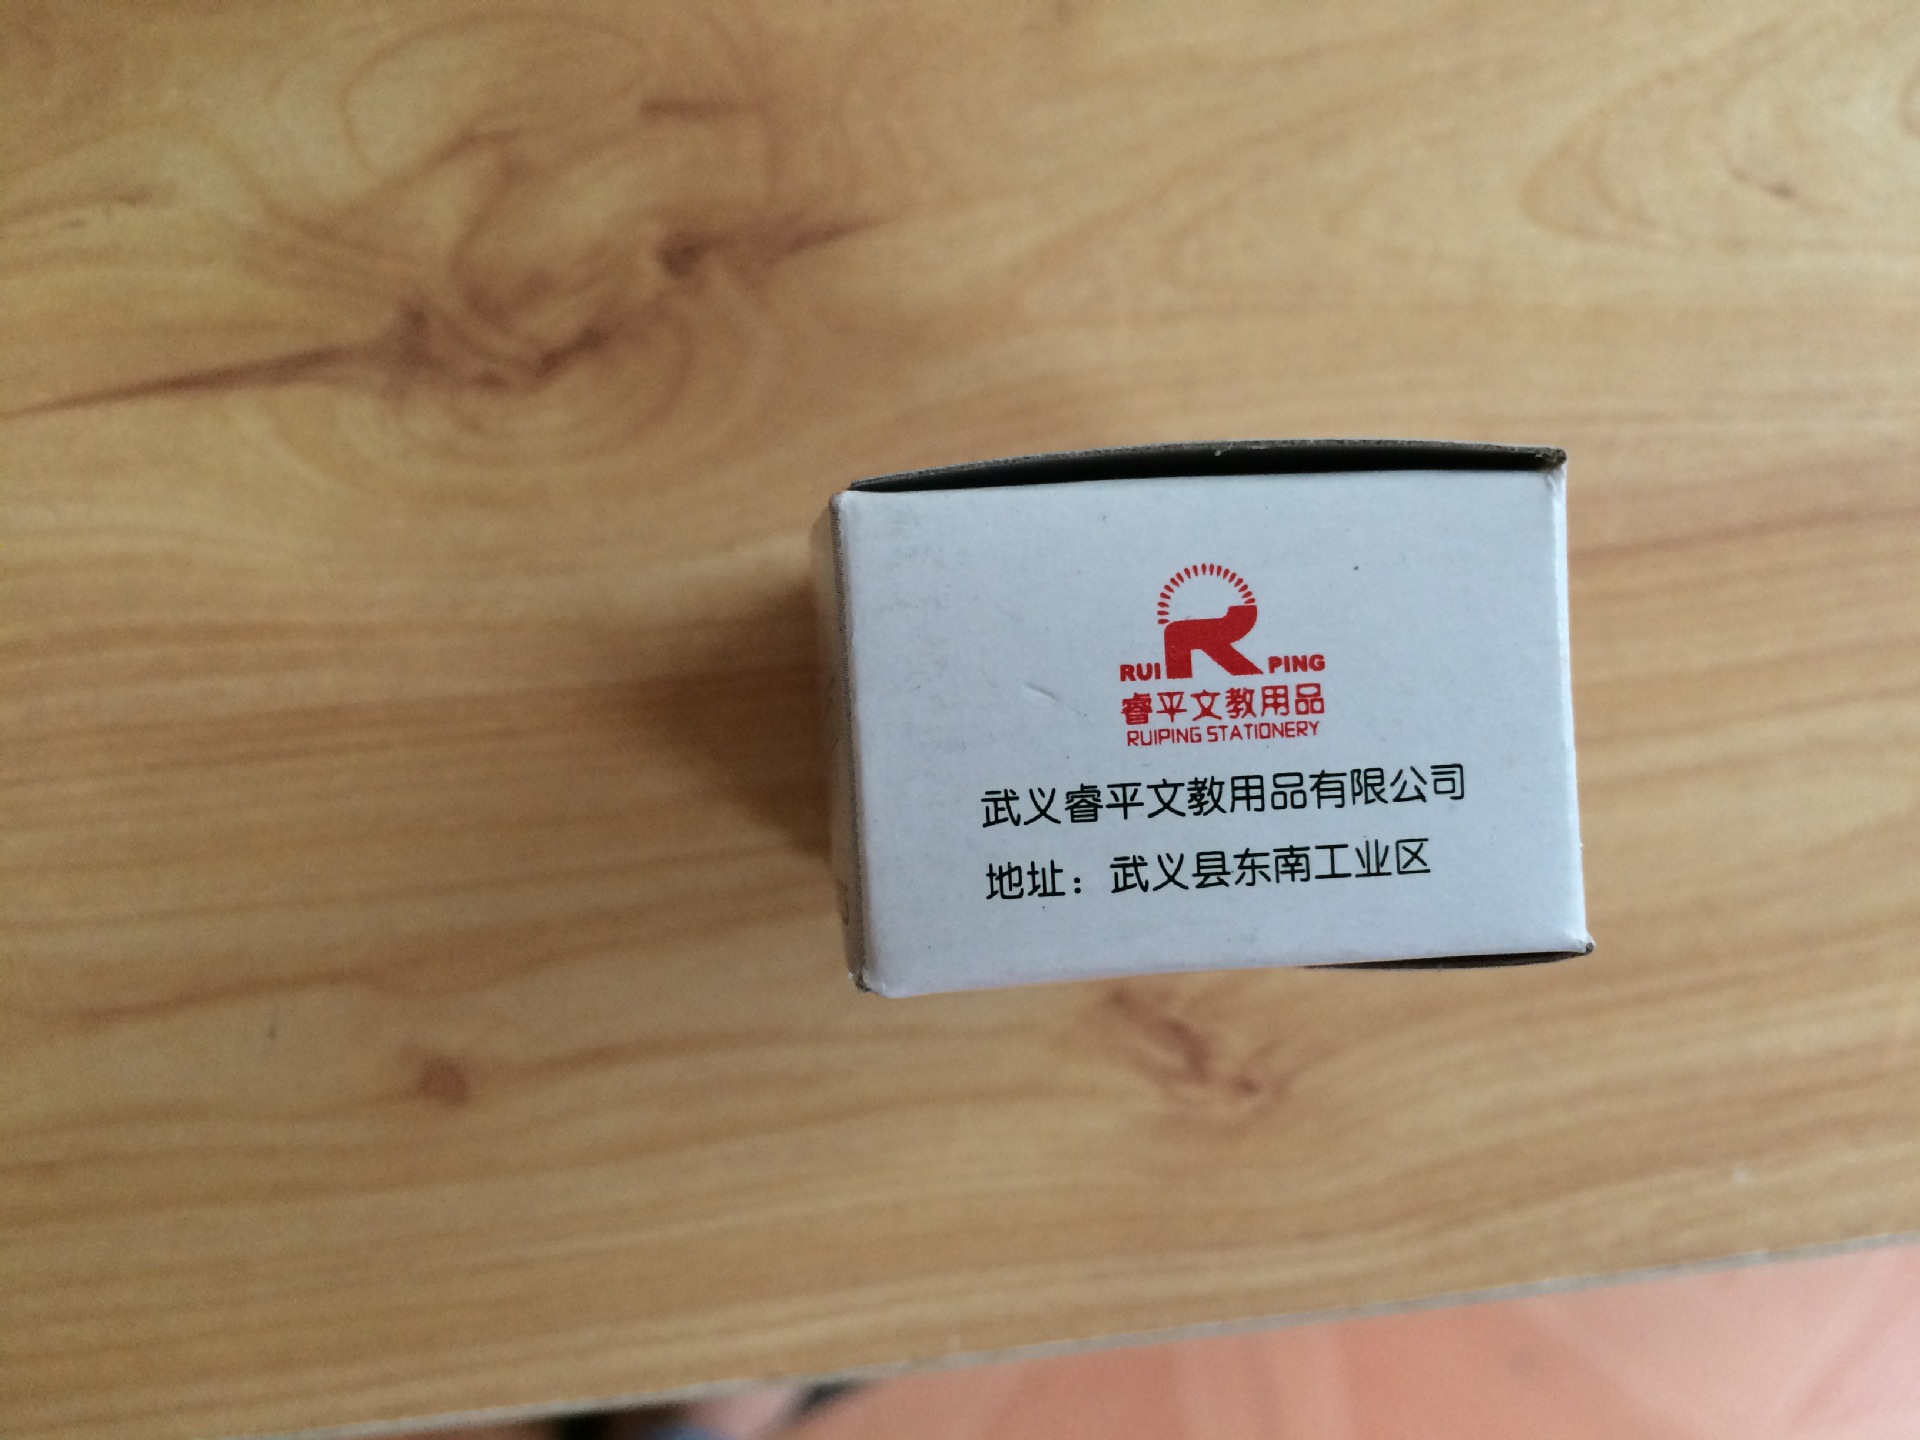 RUI R PING
睿平文教用品
RUIPING STATIONERY
武义睿平文教用品有限公司
地址：武义县东南工业区